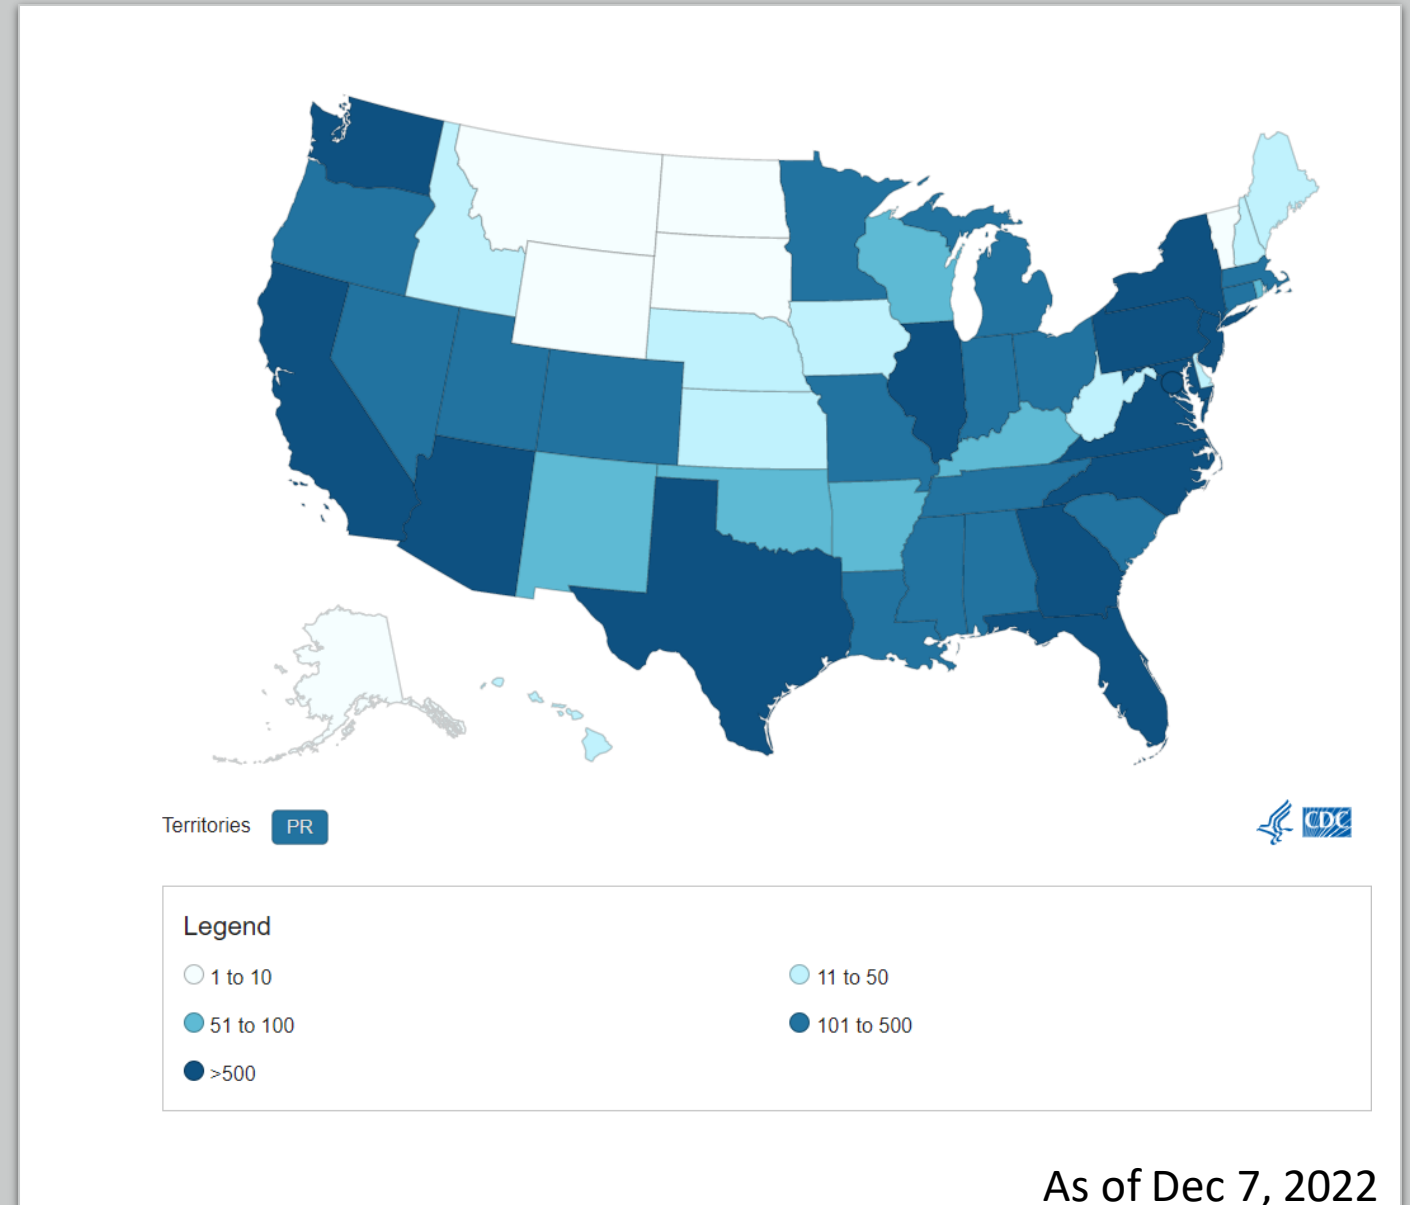 Territories
PR
CDC
Legend
1 to 10
11 to 50
51 to 100
101 to 500
>500
As of Dec 7, 2022